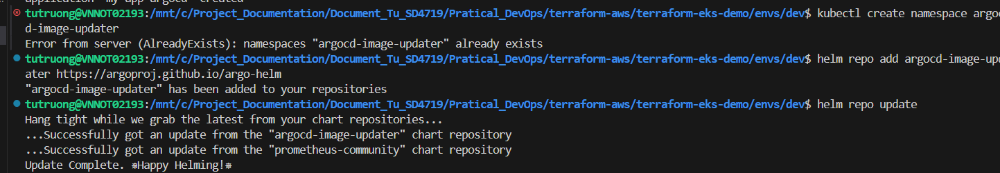 application "my-app-argocd" created
tutruong@VNNOT02193:/mnt/c/Project_Documentation/Document_Tu_SD4719/Pratical_DevOps/terraform-aws/terraform-eks-demo/envs/dev$ kubectl create namespace argoc
d-image-updater
Error from server (AlreadyExists): namespaces "argocd-image-updater" already exists
tutruong@VNNOT02193:/mnt/c/Project_Documentation/Document_Tu_SD4719/Pratical_DevOps/terraform-aws/terraform-eks-demo/envs/dev$ helm repo add argocd-image-upd
ater https://argoproj.github.io/argo-helm
"argocd-image-updater" has been added to your repositories
tutruong@VNNOT02193:/mnt/c/Project_Documentation/Document_Tu_SD4719/Pratical_DevOps/terraform-aws/terraform-eks-demo/envs/dev$ helm repo update
Hang tight while we grab the latest from your chart repositories...
...Successfully got an update from the "argocd-image-updater" chart repository
...Successfully got an update from the "prometheus-community" chart repository
Update Complete. ⎈Happy Helming!⎈